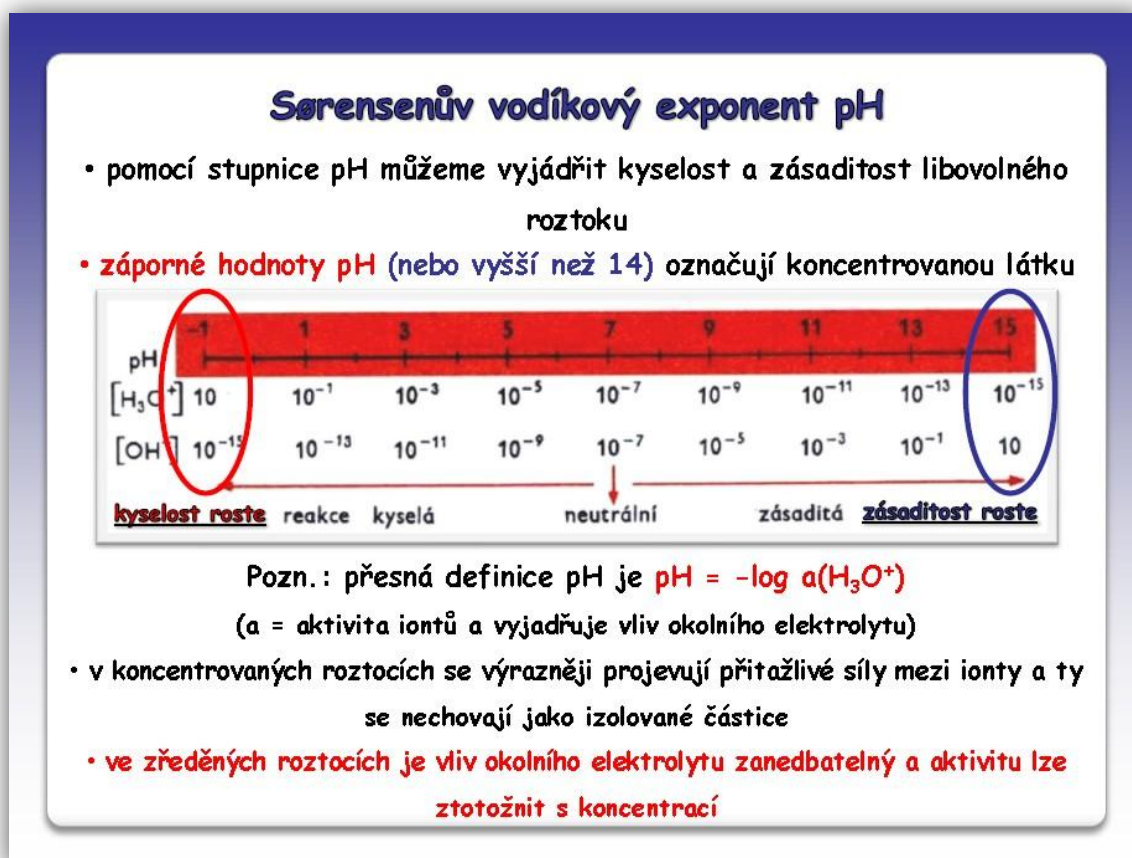 Sørensenův vodíkový exponent pH
• pomocí stupnice pH můžeme vyjádřit kyselost a zásaditost libovolného
roztoku
• záporné hodnoty pH (nebo vyšší než 14) označují koncentrovanou látku
-1 1 3 5 7 9 11 13 15
pH
[H₃O⁺] 10 10⁻¹ 10⁻³ 10⁻⁵ 10⁻⁷ 10⁻⁹ 10⁻¹¹ 10⁻¹³ 10⁻¹⁵
[OH⁻] 10⁻¹⁵ 10⁻¹³ 10⁻¹¹ 10⁻⁹ 10⁻⁷ 10⁻⁵ 10⁻³ 10⁻¹ 10
kyselost roste reakce kyselá neutrální zásaditá zásaditost roste
Pozn.: přesná definice pH je pH = -log a(H₃O⁺)
(a = aktivita iontů a vyjadřuje vliv okolního elektrolytu)
• v koncentrovaných roztocích se výrazněji projevují přitažlivé síly mezi ionty a ty
se nechovají jako izolované částice
• ve zředěných roztocích je vliv okolního elektrolytu zanedbatelný a aktivitu lze
ztotožnit s koncentrací